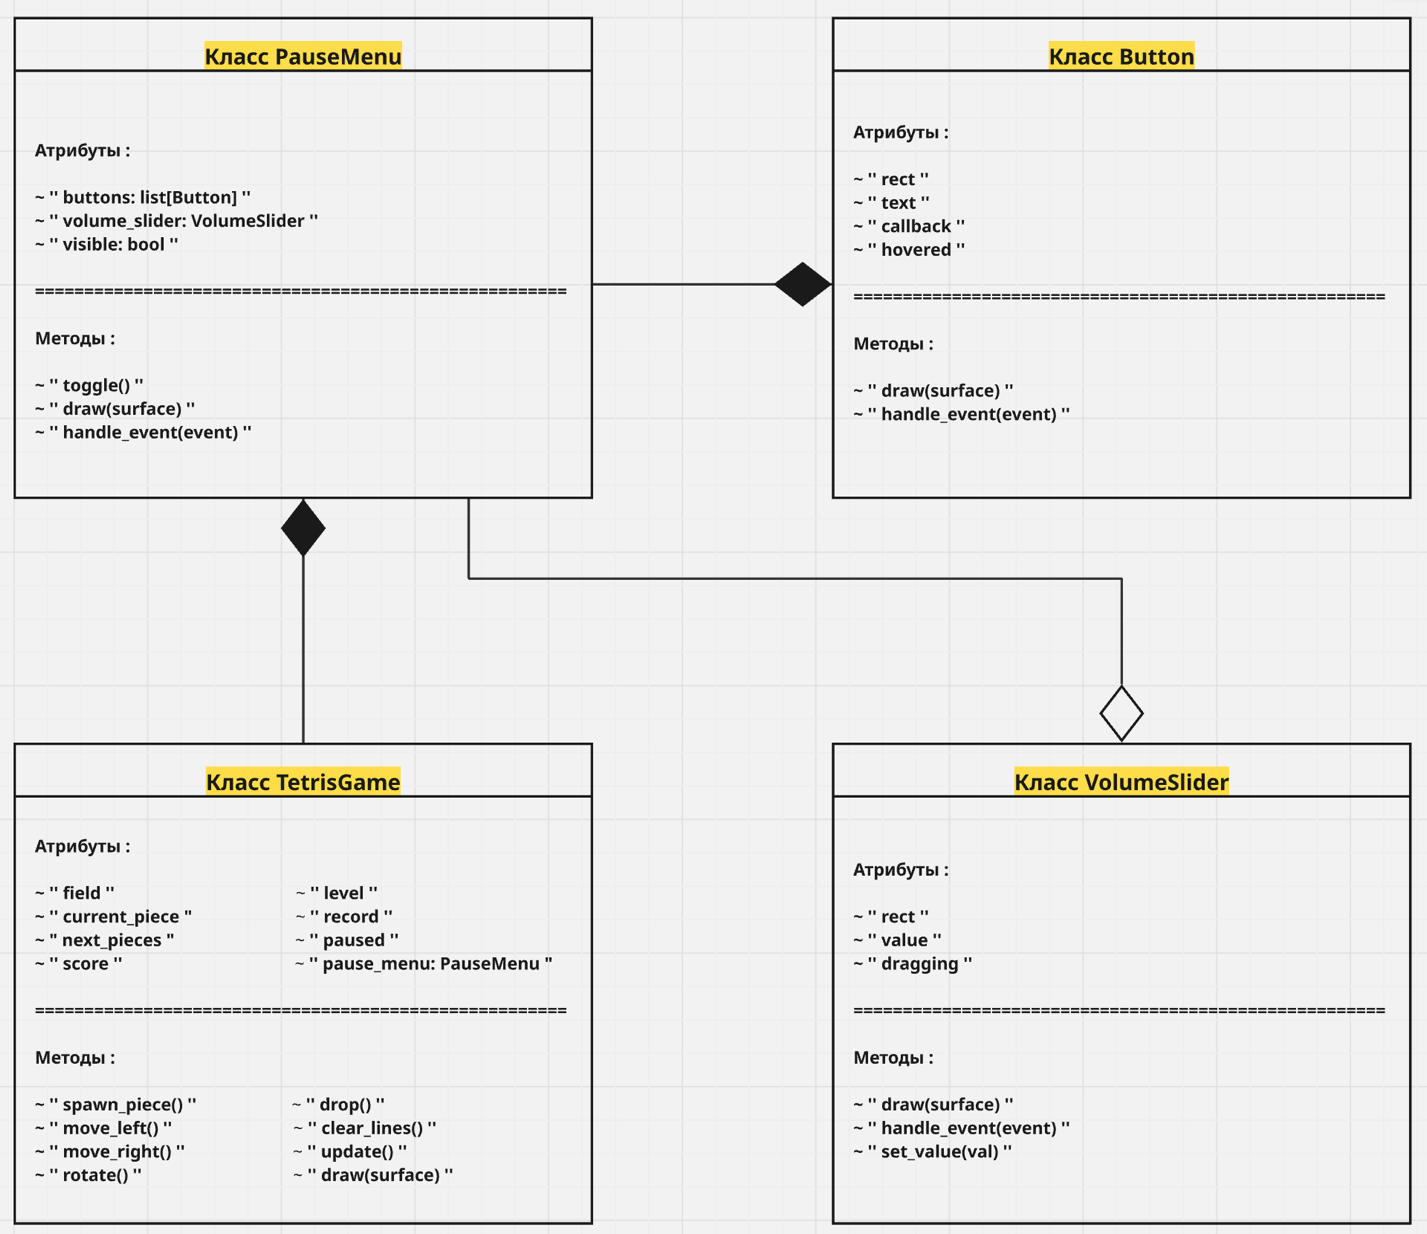 Класс PauseMenu
Атрибуты :
~ '' buttons: list[Button] ''
~ '' volume_slider: VolumeSlider ''
~ '' visible: bool ''
======================================================
Методы :
~ '' toggle() ''
~ '' draw(surface) ''
~ '' handle_event(event) ''
Класс Button
Атрибуты :
~ '' rect ''
~ '' text ''
~ '' callback ''
~ '' hovered ''
======================================================
Методы :
~ '' draw(surface) ''
~ '' handle_event(event) ''
Класс TetrisGame
Атрибуты :
~ '' field '' ~ '' level ''
~ '' current_piece " ~ '' record ''
~ " next_pieces " ~ '' paused ''
~ '' score '' ~ '' pause_menu: PauseMenu "
======================================================
Методы :
~ '' spawn_piece() '' ~ '' drop() ''
~ '' move_left() '' ~ '' clear_lines() ''
~ '' move_right() '' ~ '' update() ''
~ '' rotate() '' ~ '' draw(surface) ''
Класс VolumeSlider
Атрибуты :
~ '' rect ''
~ '' value ''
~ '' dragging ''
======================================================
Методы :
~ '' draw(surface) ''
~ '' handle_event(event) ''
~ '' set_value(val) ''